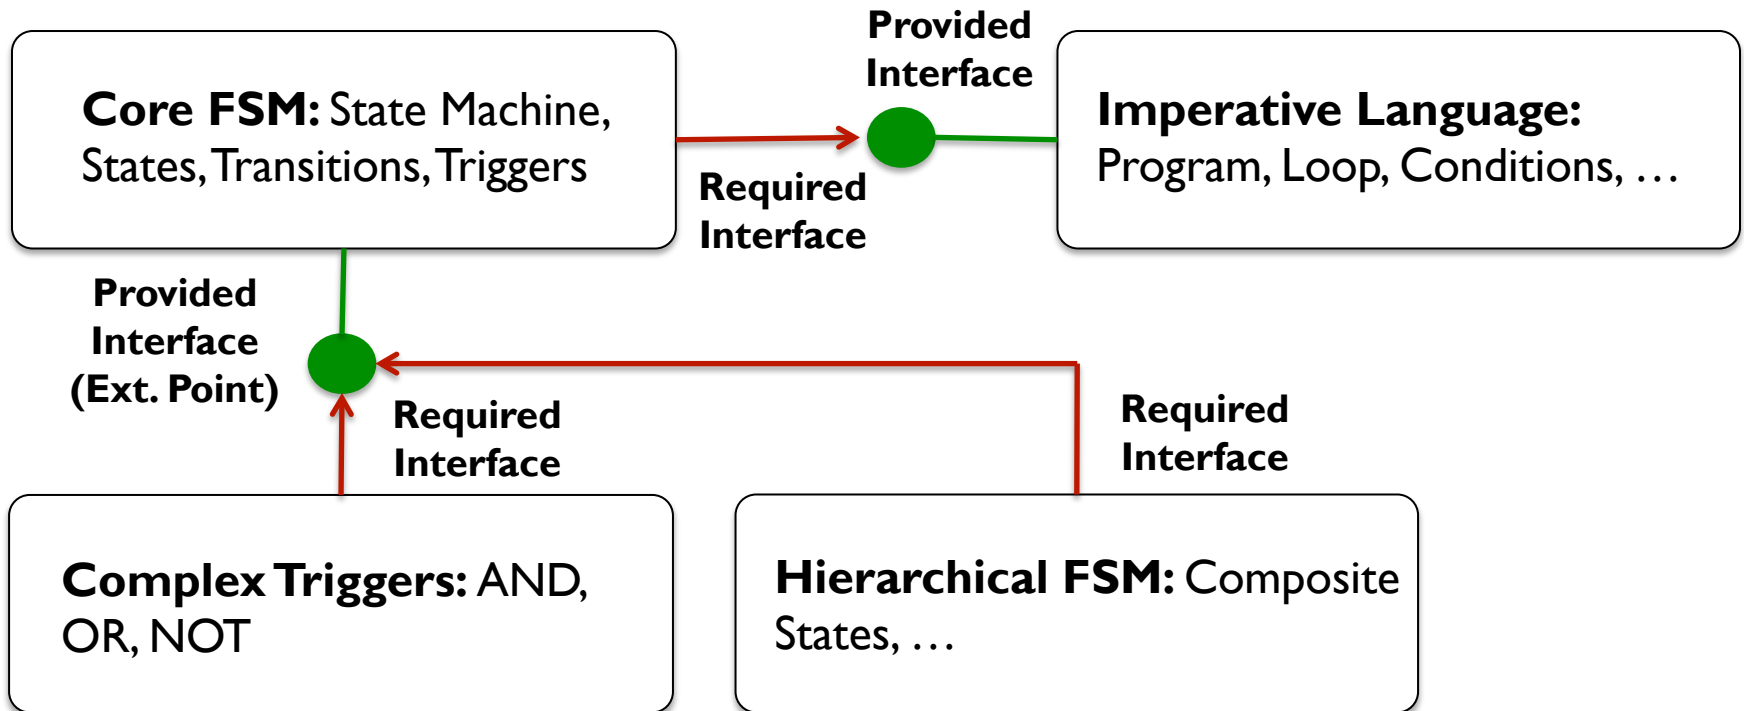 Provided
Interface
Core FSM: State Machine,
States, Transitions, Triggers
Imperative Language:
Program, Loop, Conditions, …
Required
Interface
Provided
Interface
(Ext. Point)
Required
Interface
Required
Interface
Complex Triggers: AND,
OR, NOT
Hierarchical FSM: Composite
States, …